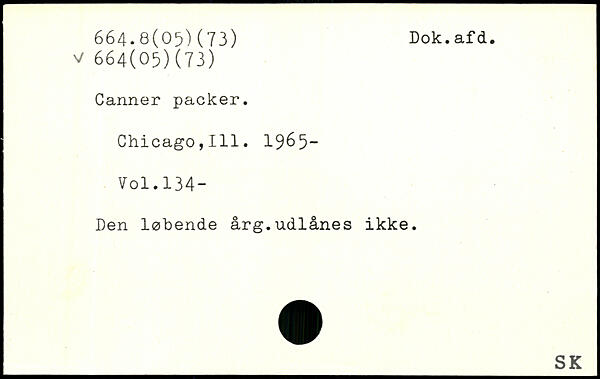 664.8(05)(73) Dok.afd.
✓ 664(05)(73)
Canner packer.
Chicago,Ill. 1965-
Vol.134-
Den løbende årg.udlånes ikke.
SK